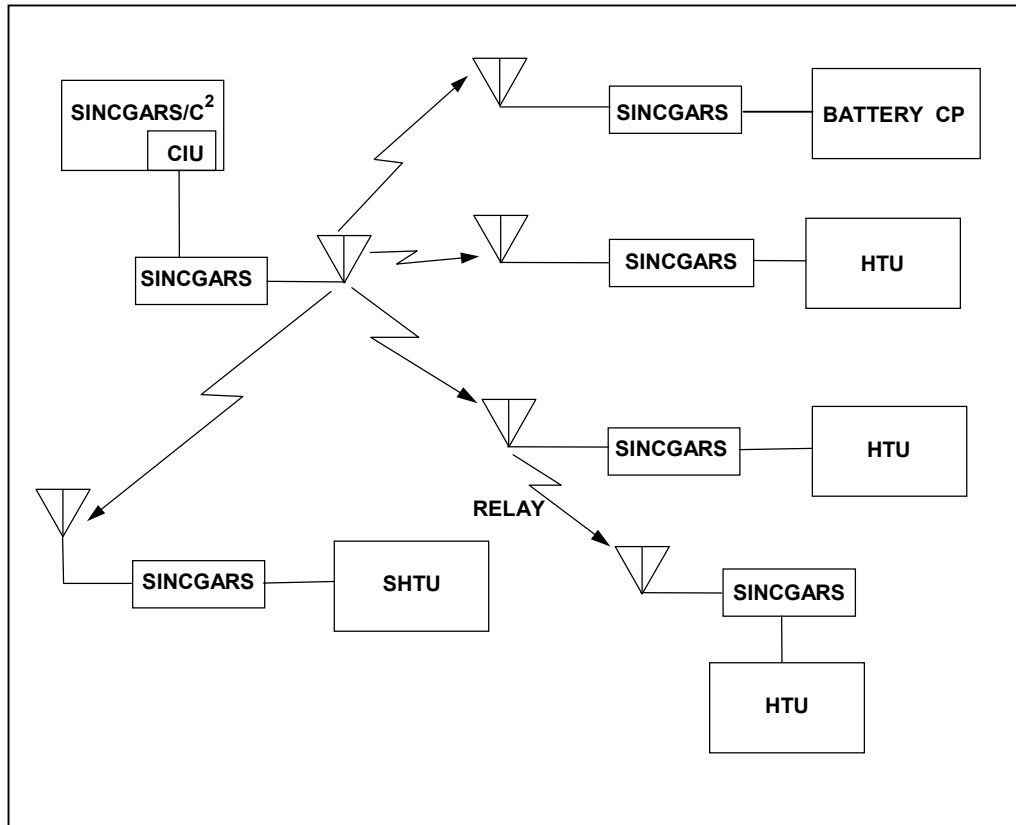 SINCGARS/C²
CIU
SINCGARS
SINCGARS
BATTERY CP
SINCGARS
HTU
SINCGARS
HTU
RELAY
SINCGARS
SHTU
SINCGARS
HTU